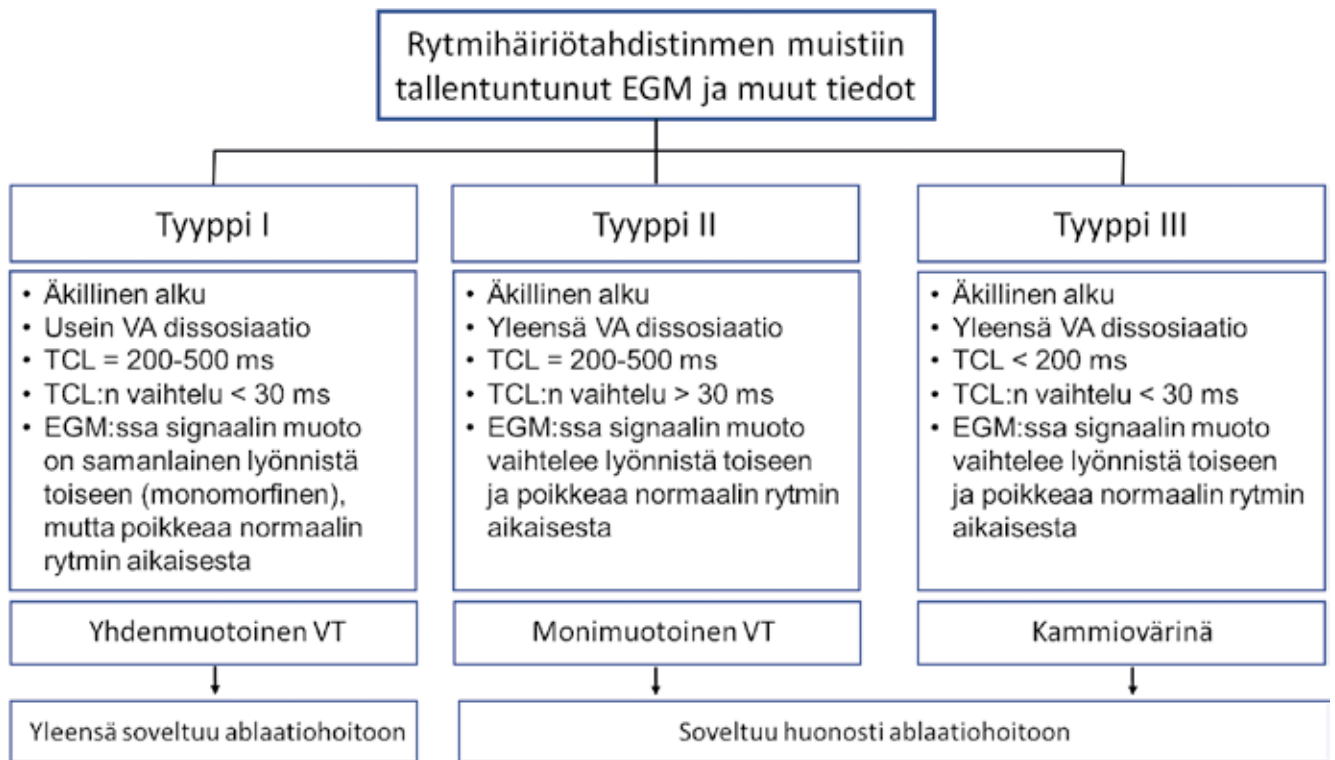 Rytmihäiriötahdistinmen muistiin
tallentuntunut EGM ja muut tiedot
Tyyppi I
• Äkillinen alku
• Usein VA dissosiaatio
• TCL = 200-500 ms
• TCL:n vaihtelu < 30 ms
• EGM:ssa signaalin muoto
on samanlainen lyönnistä
toiseen (monomorfinen),
mutta poikkeaa normaalin
rytmin aikaisesta
Yhdenmuotoinen VT
Yleensä soveltuu ablaatiohoitoon
Tyyppi II
• Äkillinen alku
• Yleensä VA dissosiaatio
• TCL = 200-500 ms
• TCL:n vaihtelu > 30 ms
• EGM:ssa signaalin muoto
vaihtelee lyönnistä toiseen
ja poikkeaa normaalin rytmin
aikaisesta
Monimuotoinen VT
Tyyppi III
• Äkillinen alku
• Yleensä VA dissosiaatio
• TCL < 200 ms
• TCL:n vaihtelu < 30 ms
• EGM:ssa signaalin muoto
vaihtelee lyönnistä toiseen
ja poikkeaa normaalin rytmin
aikaisesta
Kammiovärinä
Soveltuu huonosti ablaatiohoitoon